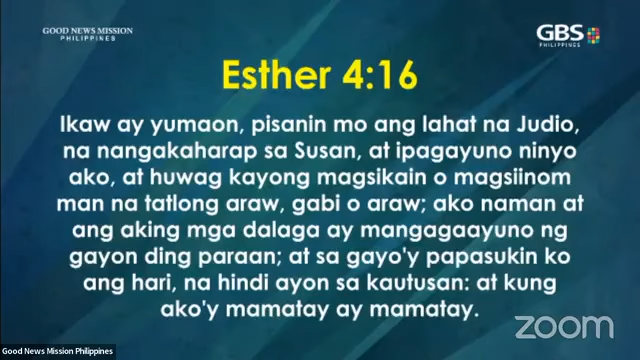 GOOD NEWS MISSION
PHILIPPINES
GBS
PHILIPPINES
Esther 4:16
Ikaw ay yumaon, pisanin mo ang lahat na Judio,
na nangakaharap sa Susan, at ipagayuno ninyo
ako, at huwag kayong magsikain o magsiinom
man na tatlong araw, gabi o araw; ako naman at
ang aking mga dalaga ay mangagaayuno ng
gayon ding paraan; at sa gayo'y papasukin ko
ang hari, na hindi ayon sa kautusan: at kung
ako'y mamatay ay mamatay.
zoom
Good News Mission Philippines